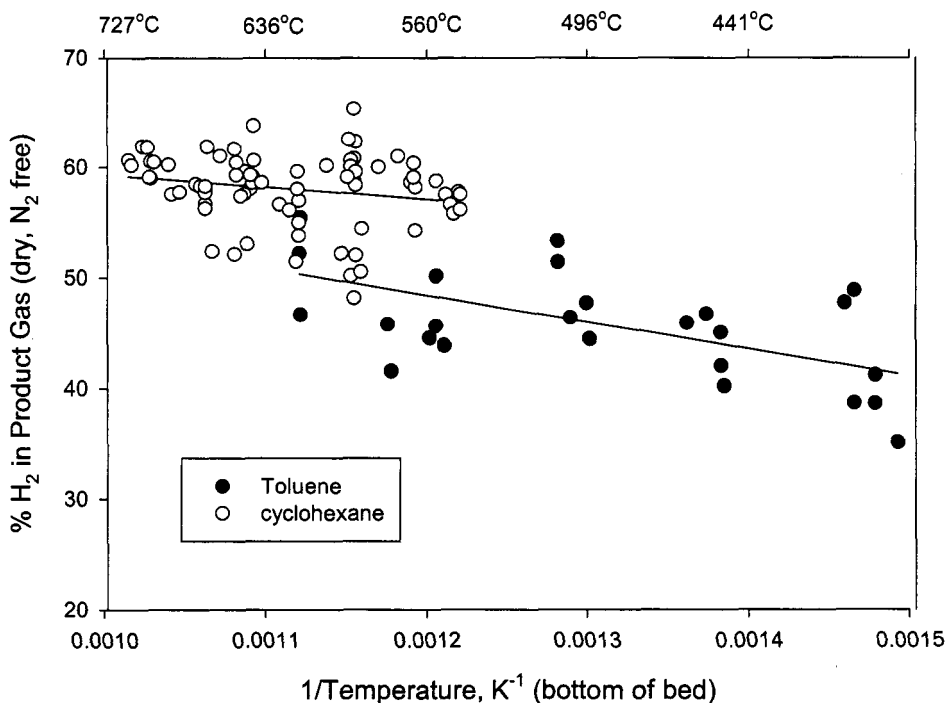 727°C 636°C 560°C 496°C 441°C
70
60
50
40
30
20
% H₂ in Product Gas (dry, N₂ free)
Toluene
cyclohexane
0.0010 0.0011 0.0012 0.0013 0.0014 0.0015
1/Temperature, K⁻¹ (bottom of bed)